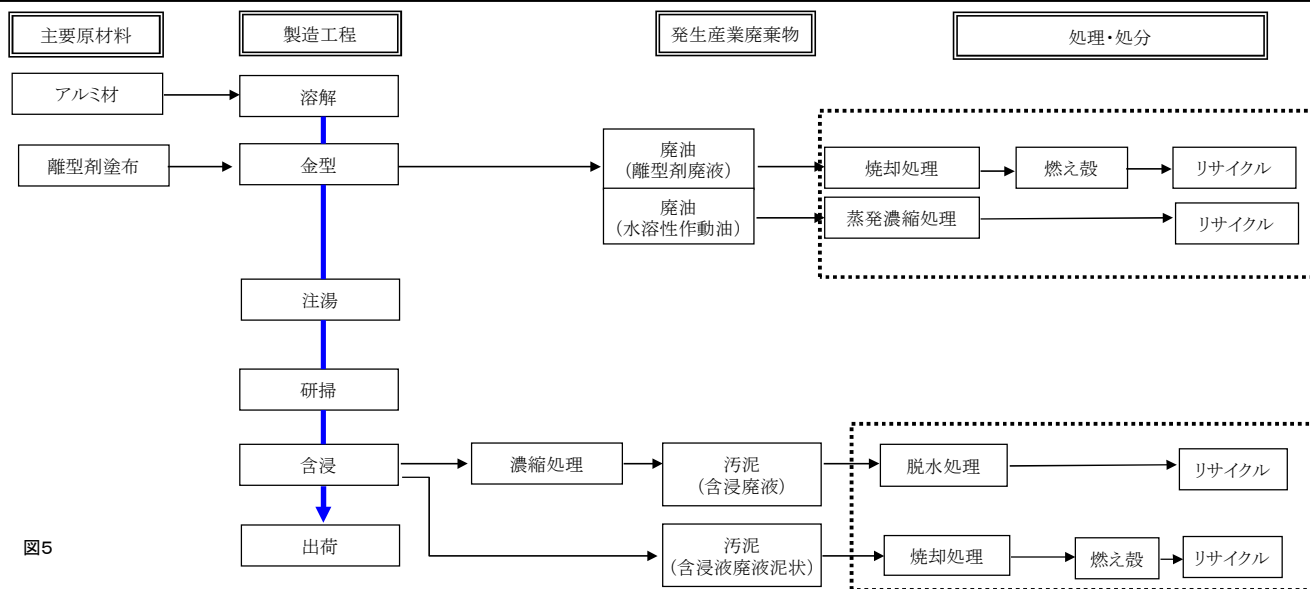 主要原材料
製造工程
発生産業廃棄物
処理・処分
アルミ材
溶解
離型剤塗布
金型
廃油
（離型剤廃液）
焼却処理
燃え殻
リサイクル
廃油
（水溶性作動油）
蒸発濃縮処理
リサイクル
注湯
研掃
含浸
濃縮処理
汚泥
（含浸廃液）
脱水処理
リサイクル
図5
出荷
汚泥
（含浸液廃液泥状）
焼却処理
燃え殻
リサイクル